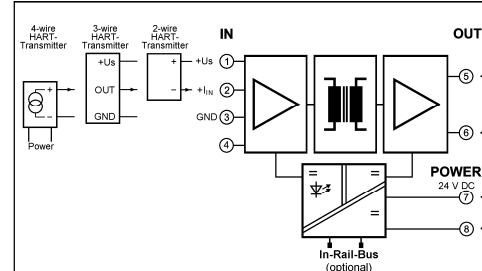 4-wire HART-Transmitter
3-wire HART-Transmitter
2-wire HART-Transmitter
IN
OUT
+Us
+
+Us
1
+
OUT
−
+I_IN
2
−
GND
GND
3
4
Power
5
6
POWER
24 V DC
7
8
=
=
=
In-Rail-Bus
(optional)